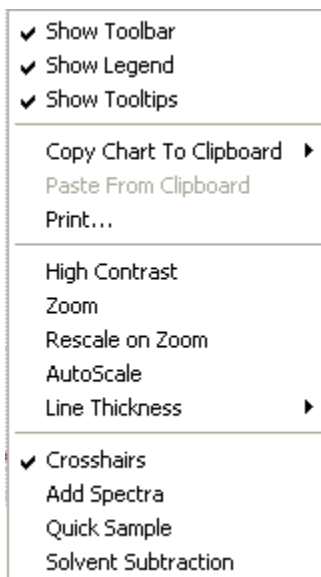 Show Toolbar
Show Legend
Show Tooltips
Copy Chart To Clipboard
Paste From Clipboard
Print...
High Contrast
Zoom
Rescale on Zoom
AutoScale
Line Thickness
Crosshairs
Add Spectra
Quick Sample
Solvent Subtraction